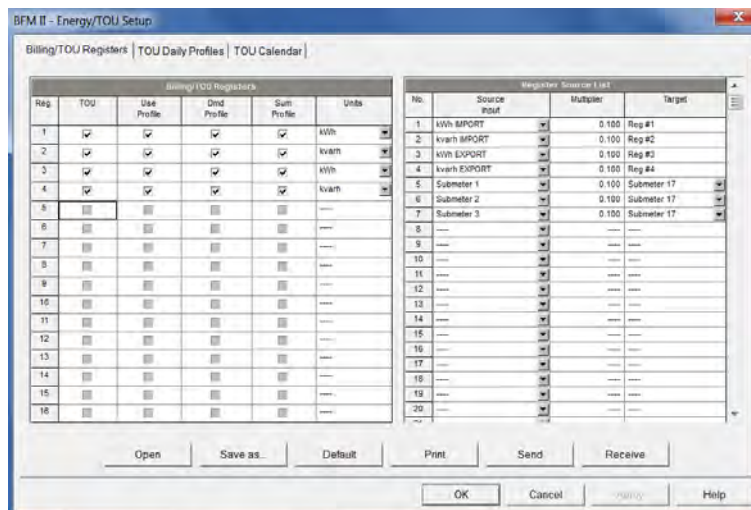 BFM II - Energy/TOU Setup
Billing/TOU Registers TOU Daily Profiles TOU Calendar
Billing/TOU Registers
Reg. TOU Use Profile Dmd Profile Sum Profile Units
1 kWh
2 kvarh
3 kWh
4 kvarh
5 ----
6 ----
7 ----
8 ----
9 ----
10 ----
11 ----
12 ----
13 ----
14 ----
15 ----
16 ----
Register Source List
No. Source Input Multiplier Target
1 kWh IMPORT 0.100 Reg #1
2 kvarh IMPORT 0.100 Reg #2
3 kWh EXPORT 0.100 Reg #3
4 kvarh EXPORT 0.100 Reg #4
5 Submeter 1 0.100 Submeter 17
6 Submeter 2 0.100 Submeter 17
7 Submeter 3 0.100 Submeter 17
8 ---- ---- ----
9 ---- ---- ----
10 ---- ---- ----
11 ---- ---- ----
12 ---- ---- ----
13 ---- ---- ----
14 ---- ---- ----
15 ---- ---- ----
16 ---- ---- ----
17 ---- ---- ----
18 ---- ---- ----
19 ---- ---- ----
20 ---- ---- ----
Open Save as... Default Print Send Receive
OK Cancel Apply Help